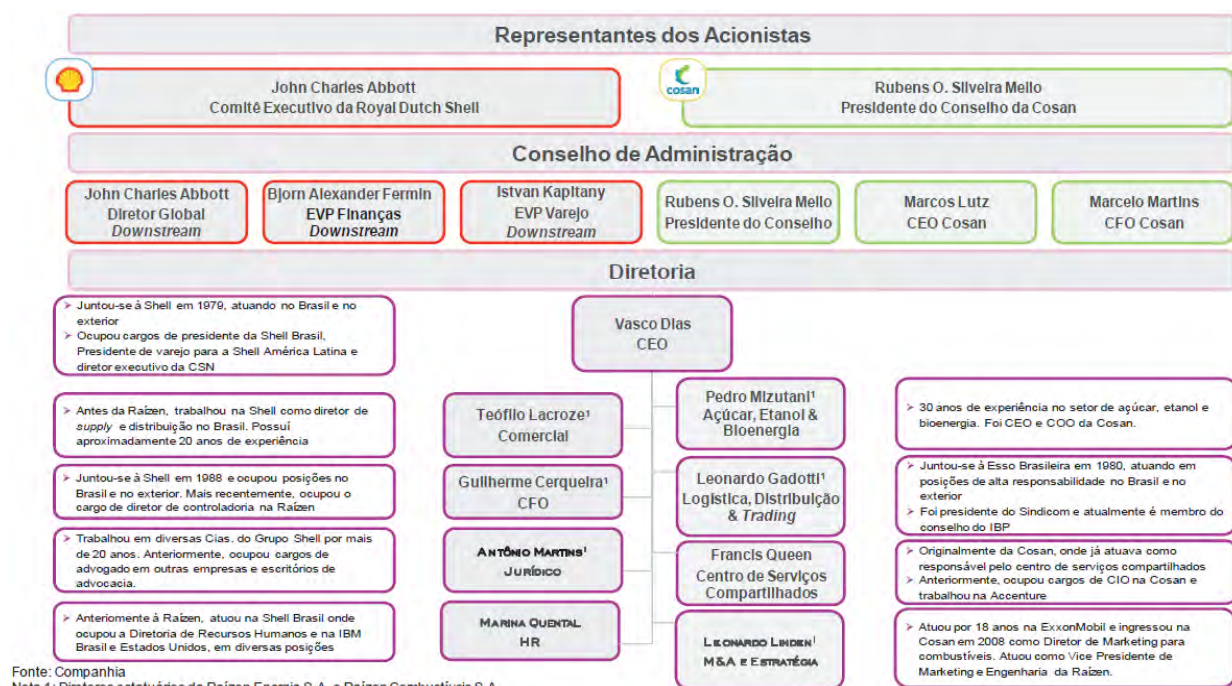 Representantes dos Acionistas
John Charles Abbott
Comitê Executivo da Royal Dutch Shell
cosan
Rubens O. Silveira Mello
Presidente do Conselho da Cosan
Conselho de Administração
John Charles Abbott
Diretor Global
Downstream
Bjorn Alexander Fermin
EVP Finanças
Downstream
Istvan Kapitany
EVP Varejo
Downstream
Rubens O. Silveira Mello
Presidente do Conselho
Marcos Lutz
CEO Cosan
Marcelo Martins
CFO Cosan
Diretoria
➢ Juntou-se à Shell em 1979, atuando no Brasil e no
exterior
➢ Ocupou cargos de presidente da Shell Brasil,
Presidente de varejo para a Shell América Latina e
diretor executivo da CSN
Vasco Dias
CEO
➢ Antes da Raízen, trabalhou na Shell como diretor de
supply e distribuição no Brasil. Possuí
aproximadamente 20 anos de experiência
Teófilo Lacroze¹
Comercial
Pedro Mizutani¹
Açúcar, Etanol &
Bioenergia
➢ 30 anos de experiência no setor de açúcar, etanol e
bioenergia. Foi CEO e COO da Cosan.
➢ Juntou-se à Shell em 1988 e ocupou posições no
Brasil e no exterior. Mais recentemente, ocupou o
cargo de diretor de controladoria na Raízen
Guilherme Cerqueira¹
CFO
Leonardo Gadotti¹
Logística, Distribuição
& Trading
➢ Juntou-se à Esso Brasileira em 1980, atuando em
posições de alta responsabilidade no Brasil e no
exterior
➢ Foi presidente do Sindicom e atualmente é membro do
conselho do IBP
➢ Trabalhou em diversas Cias. do Grupo Shell por mais
de 20 anos. Anteriormente, ocupou cargos de
advogado em outras empresas e escritórios de
advocacia.
Antônio Martins¹
Jurídico
Francis Queen
Centro de Serviços
Compartilhados
➢ Originalmente da Cosan, onde já atuava como
responsável pelo centro de serviços compartilhados
➢ Anteriormente, ocupou cargos de CIO na Cosan e
trabalhou na Accenture
➢ Anteriomente à Raízen, atuou na Shell Brasil onde
ocupou a Diretoria de Recursos Humanos e na IBM
Brasil e Estados Unidos, em diversas posições
Marina Quental
HR
Leonardo Linden¹
M&A e Estratégia
➢ Atuou por 18 anos na ExxonMobil e ingressou na
Cosan em 2008 como Diretor de Marketing para
combustíveis. Atuou como Vice Presidente de
Marketing e Engenharia da Raízen.
Fonte: Companhia
Nota 1: Diretores estatutários da Raízen Energia S.A. e Raízen Combustíveis S.A.